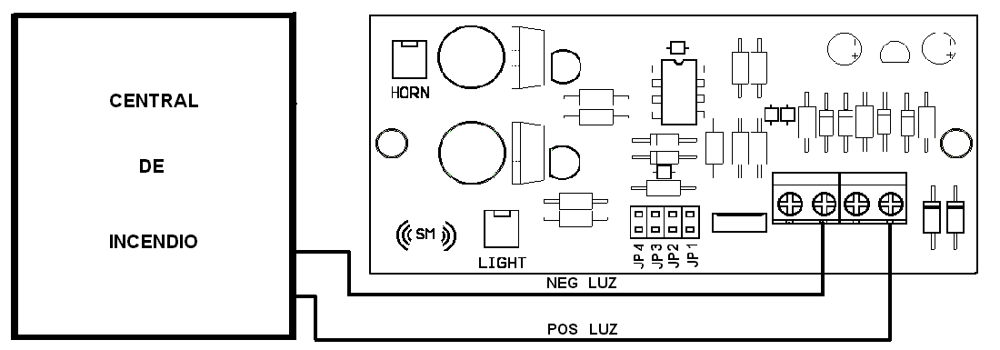 CENTRAL
DE
INCENDIO
HORN
SM
LIGHT
JP4
JP3
JP2
JP1
+
+
NEG LUZ
POS LUZ